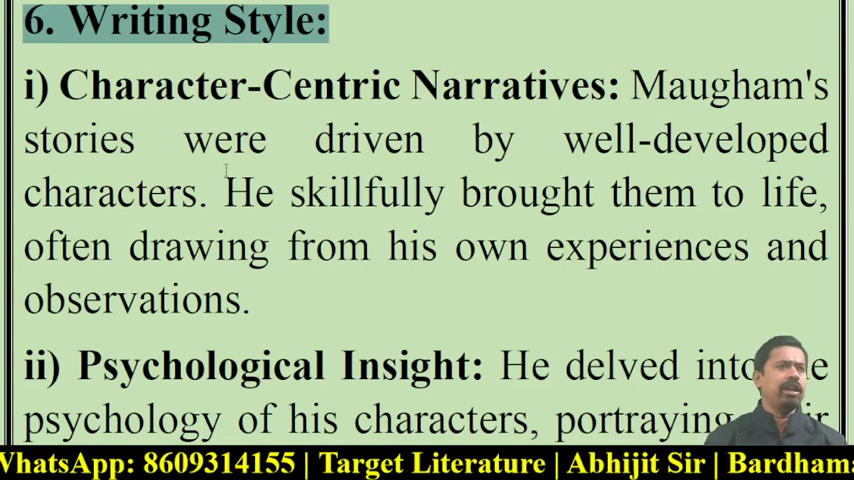 6. Writing Style:
i) Character-Centric Narratives: Maugham's
stories were driven by well-developed
characters. He skillfully brought them to life,
often drawing from his own experiences and
observations.
ii) Psychological Insight: He delved into
psychology of his characters, portraying
WhatsApp: 8609314155 | Target Literature | Abhijit Sir | Bardhama